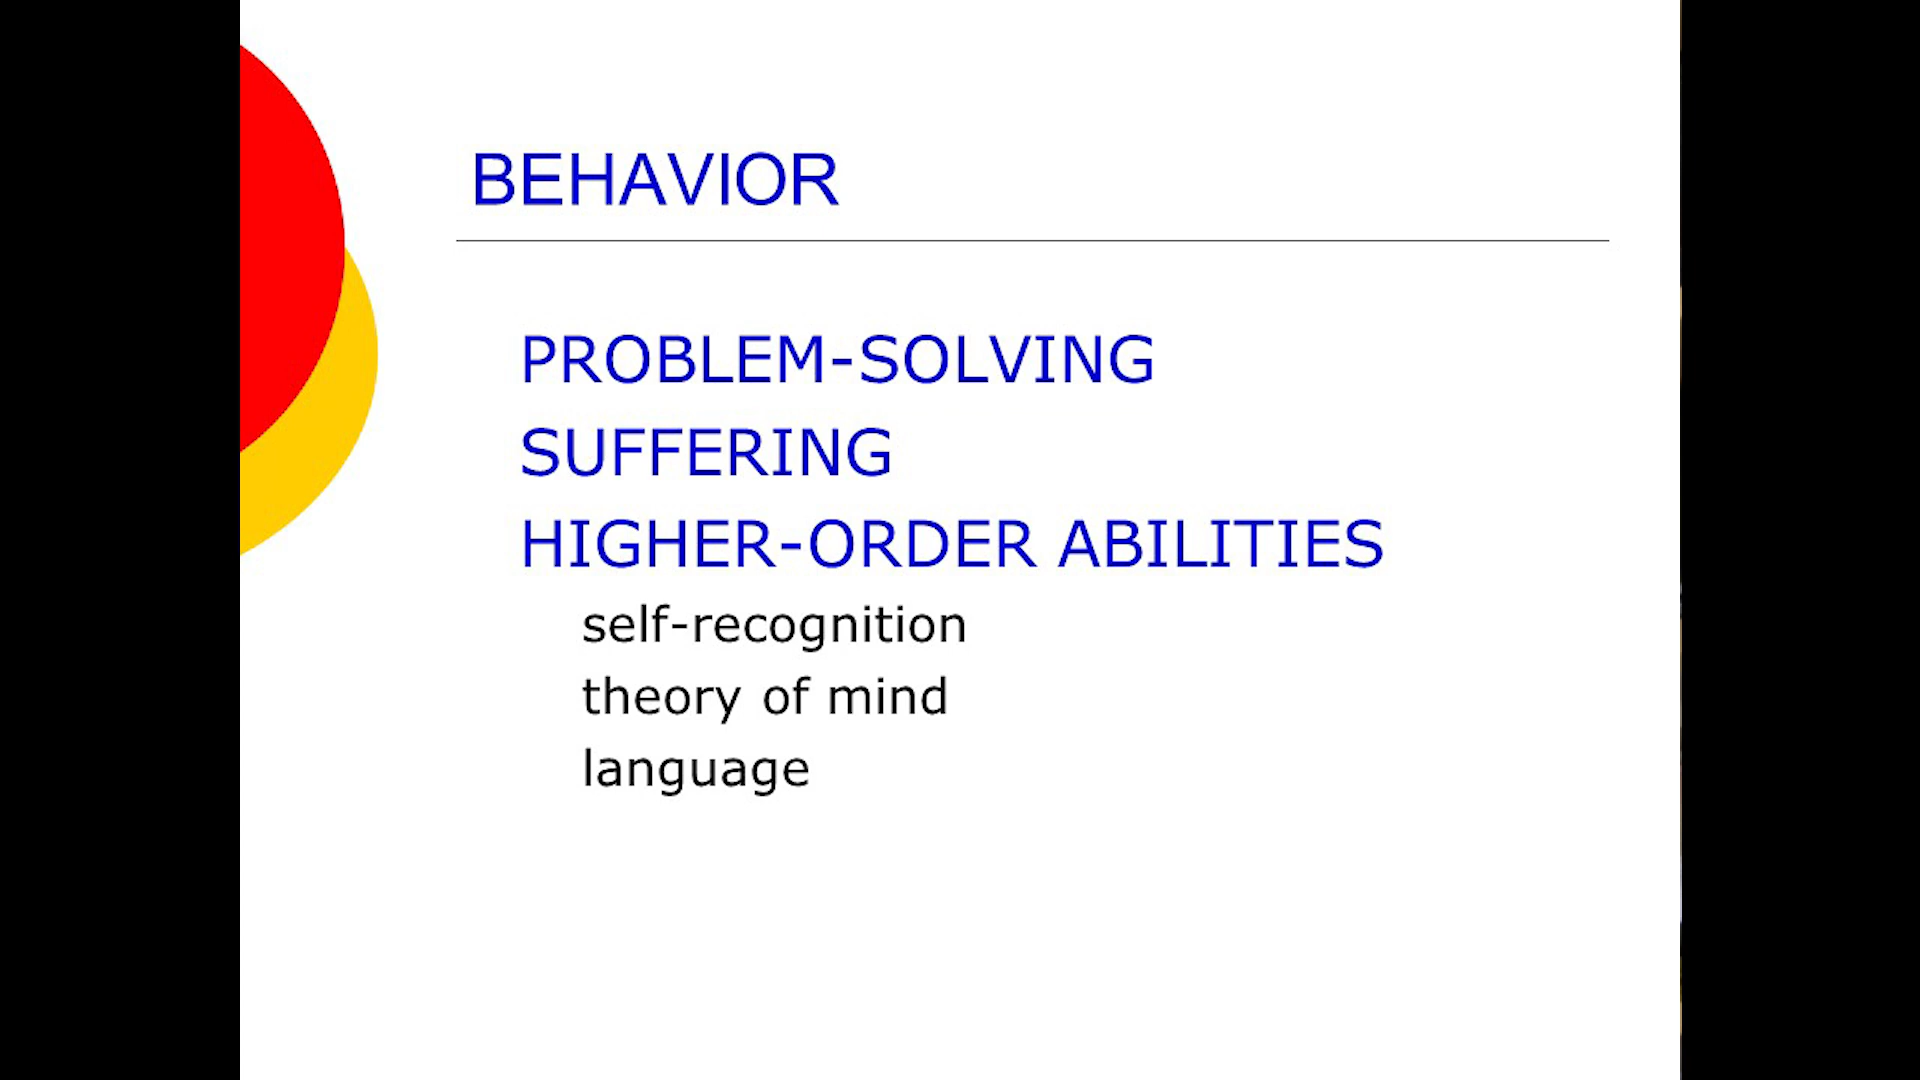 BEHAVIOR
PROBLEM-SOLVING
SUFFERING
HIGHER-ORDER ABILITIES
self-recognition
theory of mind
language